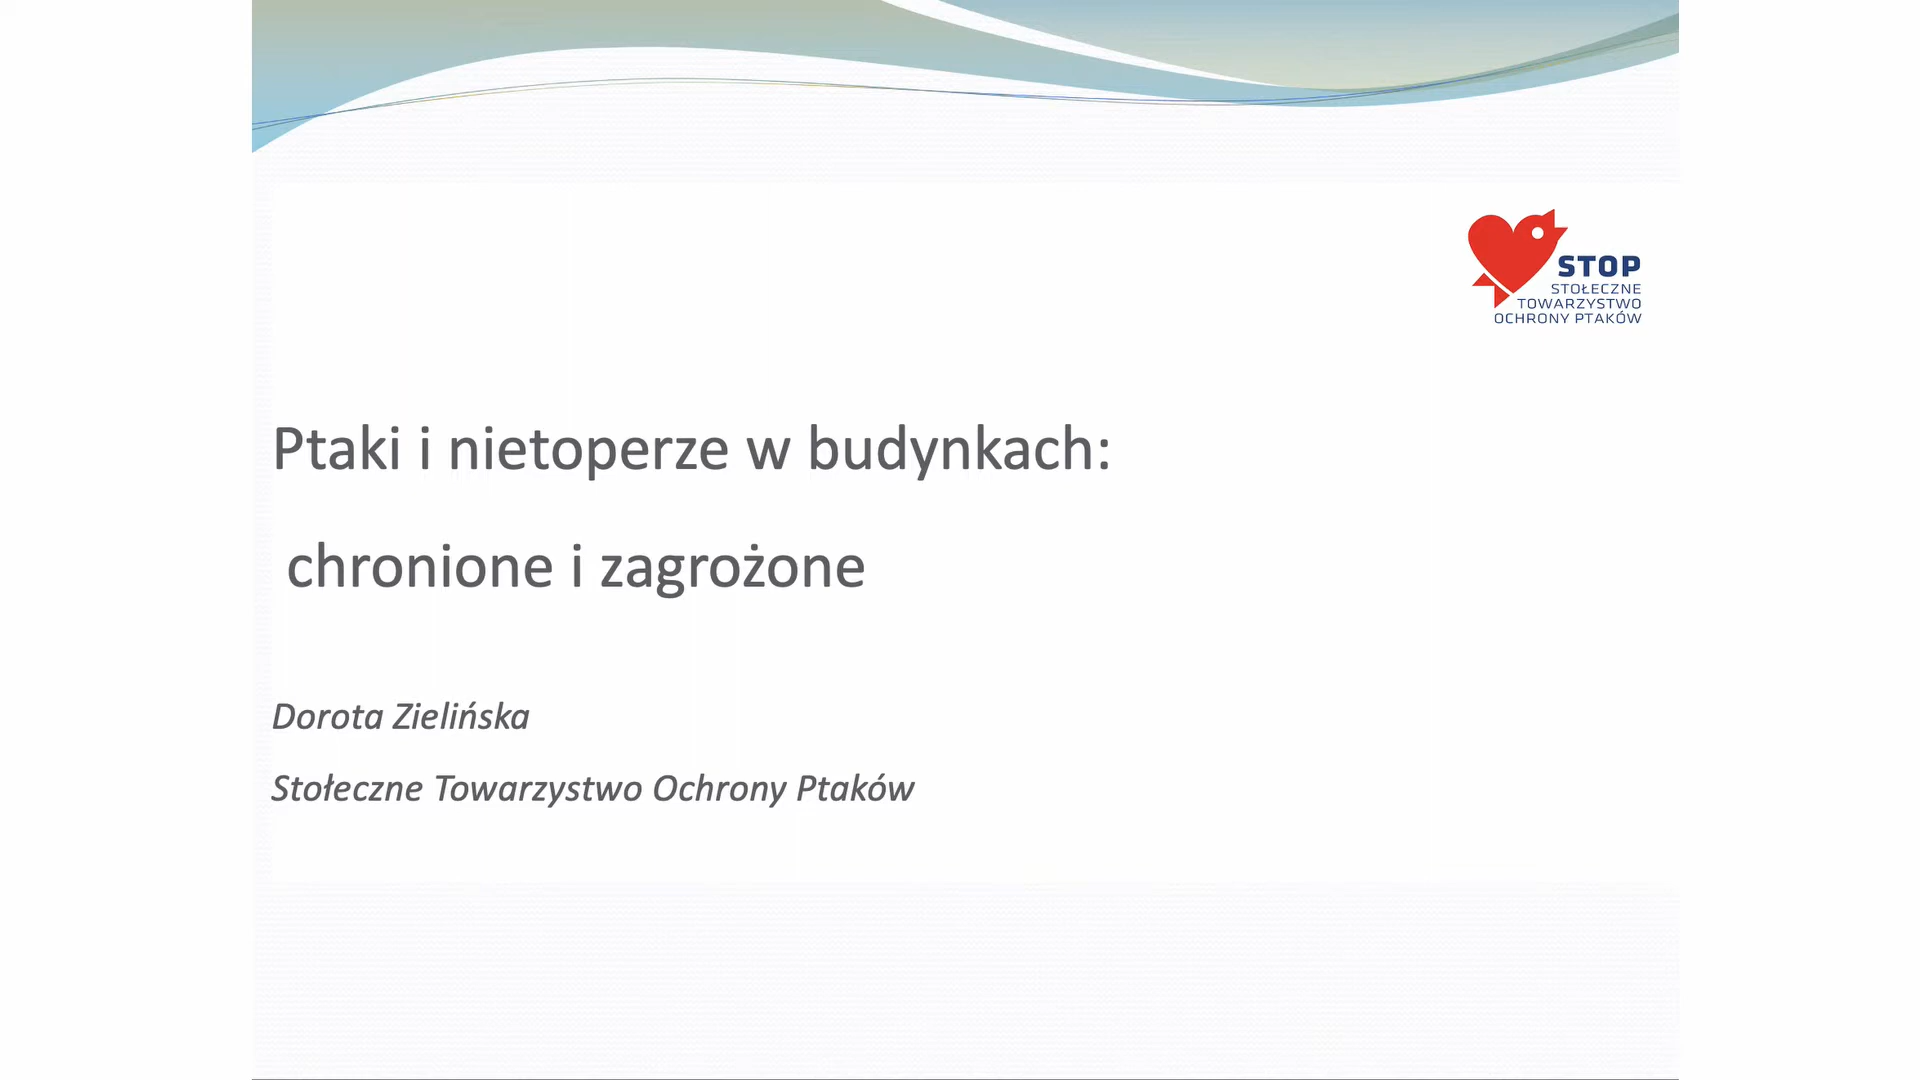 STOP
STOŁECZNE
TOWARZYSTWO
OCHRONY PTAKÓW
Ptaki i nietoperze w budynkach:
chronione i zagrożone
Dorota Zielińska
Stołeczne Towarzystwo Ochrony Ptaków